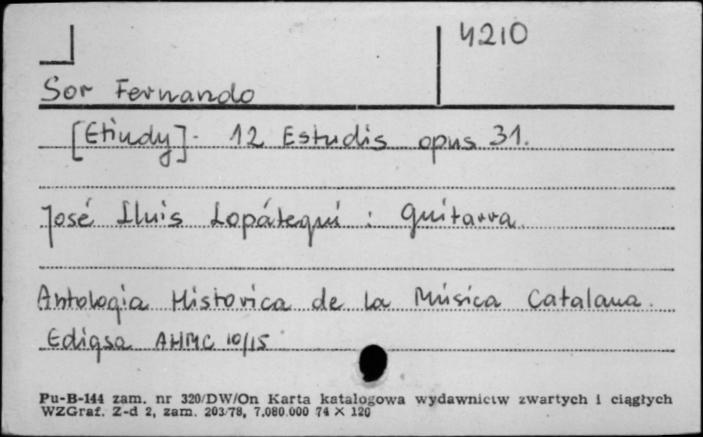 4210
Sor Fernando
[Etiudy]. 12 Estudis opus 31.
José Lluis Lopátegui : guitarra.
Antologia Historica de la Música Catalana.
Edigsa AHMC 10/15
Pu-B-144 zam. nr 320/DW/On Karta katalogowa wydawnictw zwartych i ciągłych
WZGraf. Z-d 2, zam. 203/78, 7.080.000 74 × 120